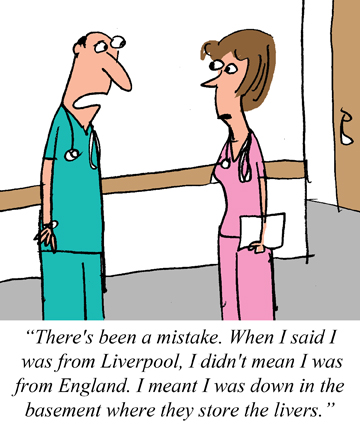 “There's been a mistake. When I said I
was from Liverpool, I didn't mean I was
from England. I meant I was down in the
basement where they store the livers.”